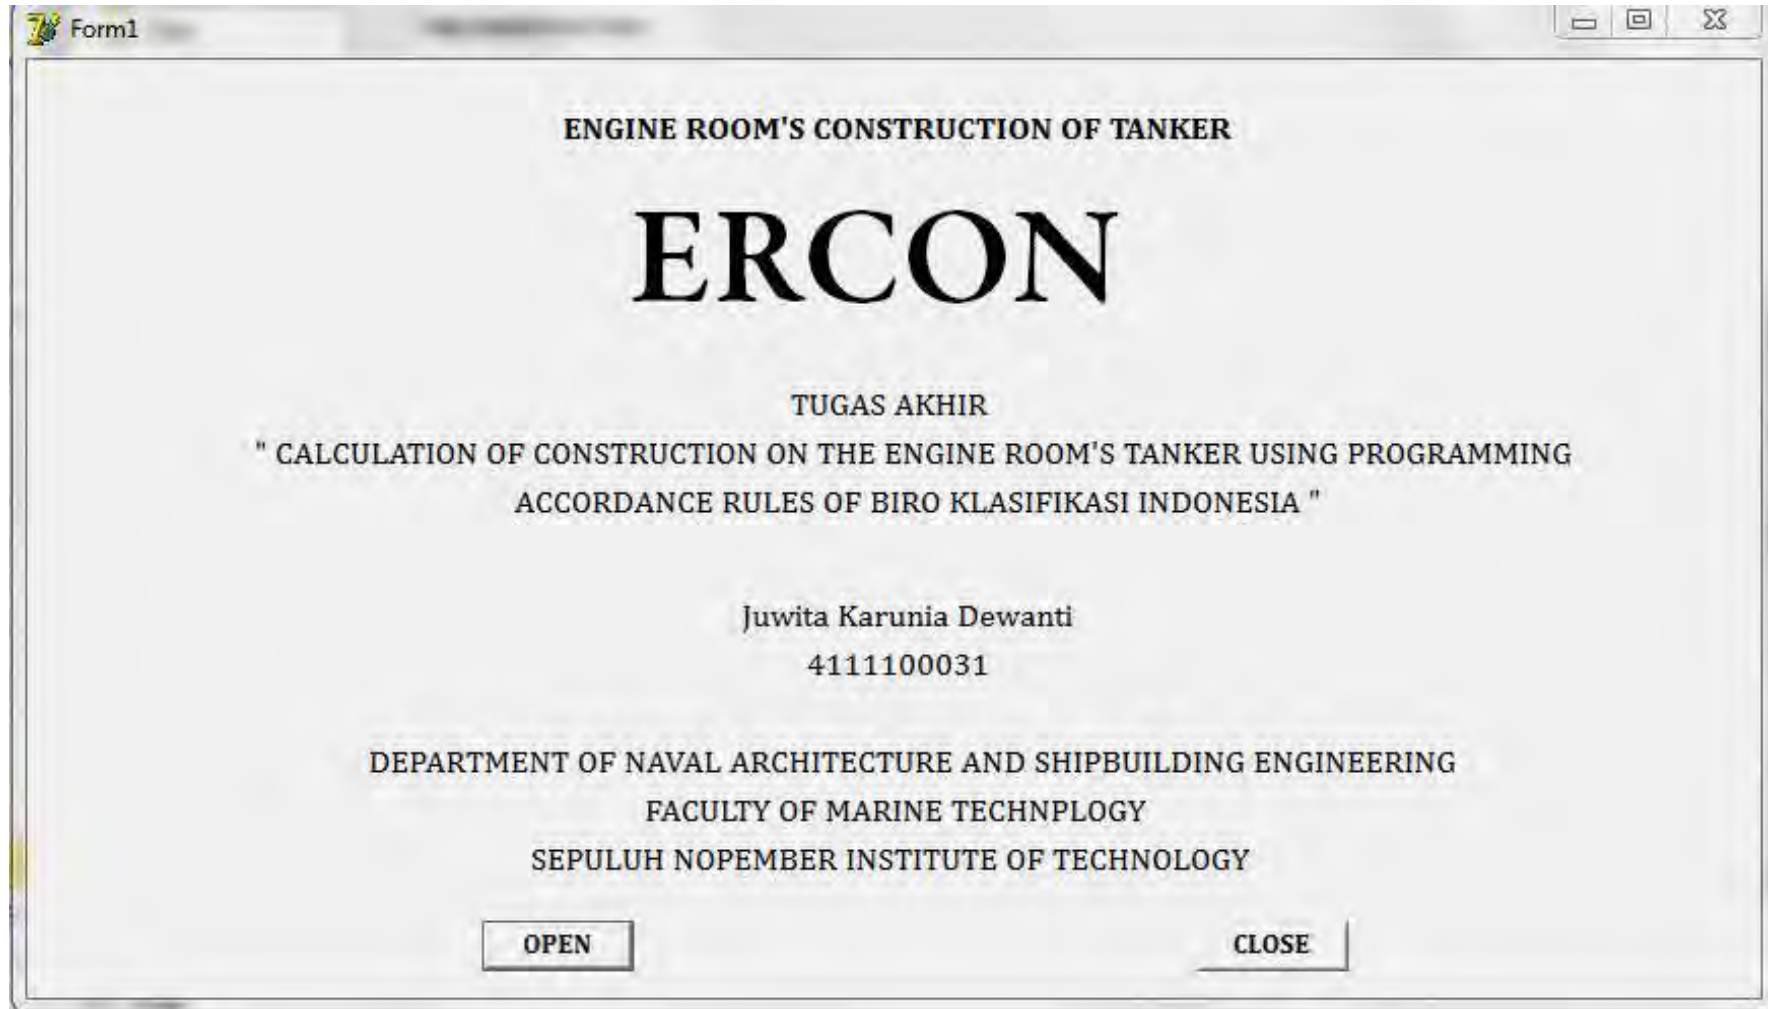 Form1
ENGINE ROOM'S CONSTRUCTION OF TANKER
ERCON
TUGAS AKHIR
" CALCULATION OF CONSTRUCTION ON THE ENGINE ROOM'S TANKER USING PROGRAMMING
ACCORDANCE RULES OF BIRO KLASIFIKASI INDONESIA "
Juwita Karunia Dewanti
4111100031
DEPARTMENT OF NAVAL ARCHITECTURE AND SHIPBUILDING ENGINEERING
FACULTY OF MARINE TECHNPLOGY
SEPULUH NOPEMBER INSTITUTE OF TECHNOLOGY
OPEN CLOSE